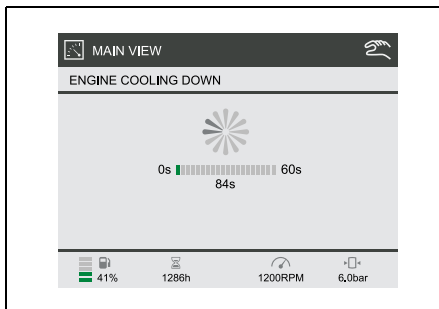 MAIN VIEW
ENGINE COOLING DOWN
0s 60s
84s
41% 1286h 1200RPM 6.0bar